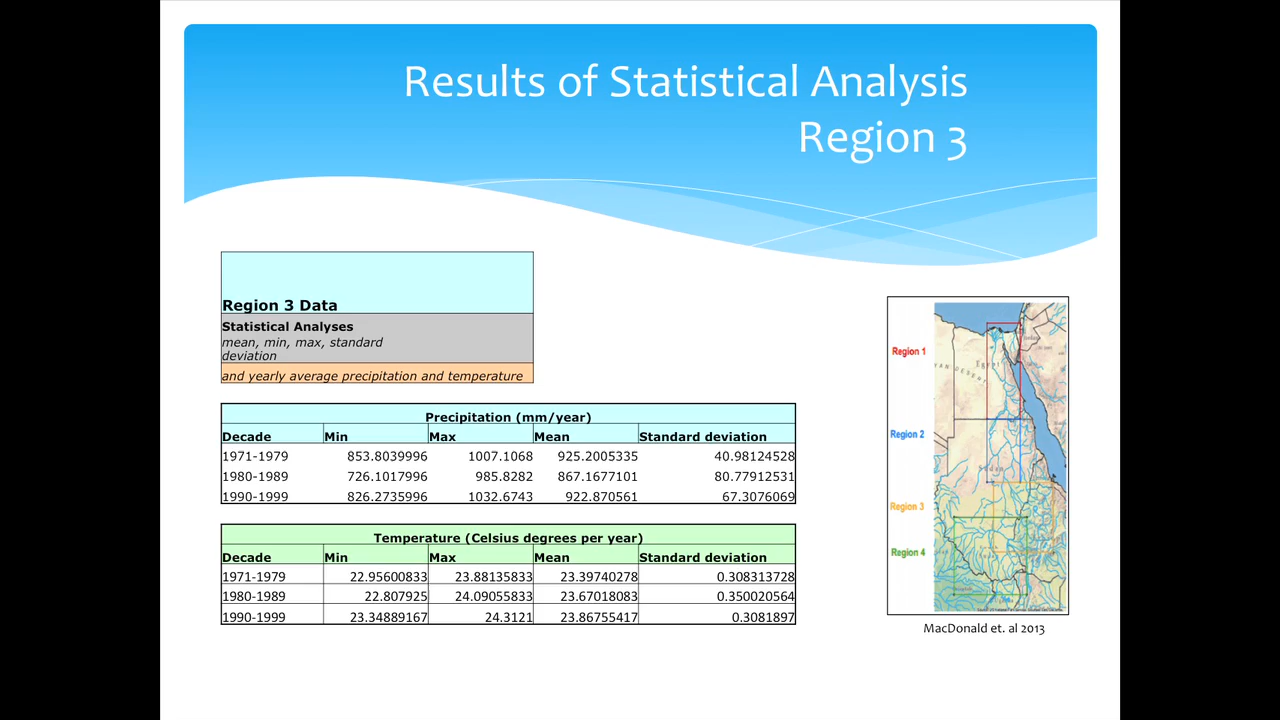 Results of Statistical Analysis
Region 3
Region 3 Data
Statistical Analyses
mean, min, max, standard
deviation
and yearly average precipitation and temperature
Precipitation (mm/year)
Decade Min Max Mean Standard deviation
1971-1979 853.8039996 1007.1068 925.2005335 40.98124528
1980-1989 726.1017996 985.8282 867.1677101 80.77912531
1990-1999 826.2735996 1032.6743 922.870561 67.3076069
Temperature (Celsius degrees per year)
Decade Min Max Mean Standard deviation
1971-1979 22.95600833 23.88135833 23.39740278 0.308313728
1980-1989 22.807925 24.09055833 23.67018083 0.350020564
1990-1999 23.34889167 24.3121 23.86755417 0.3081897
Region 1
Region 2
Region 3
Region 4
MacDonald et. al 2013